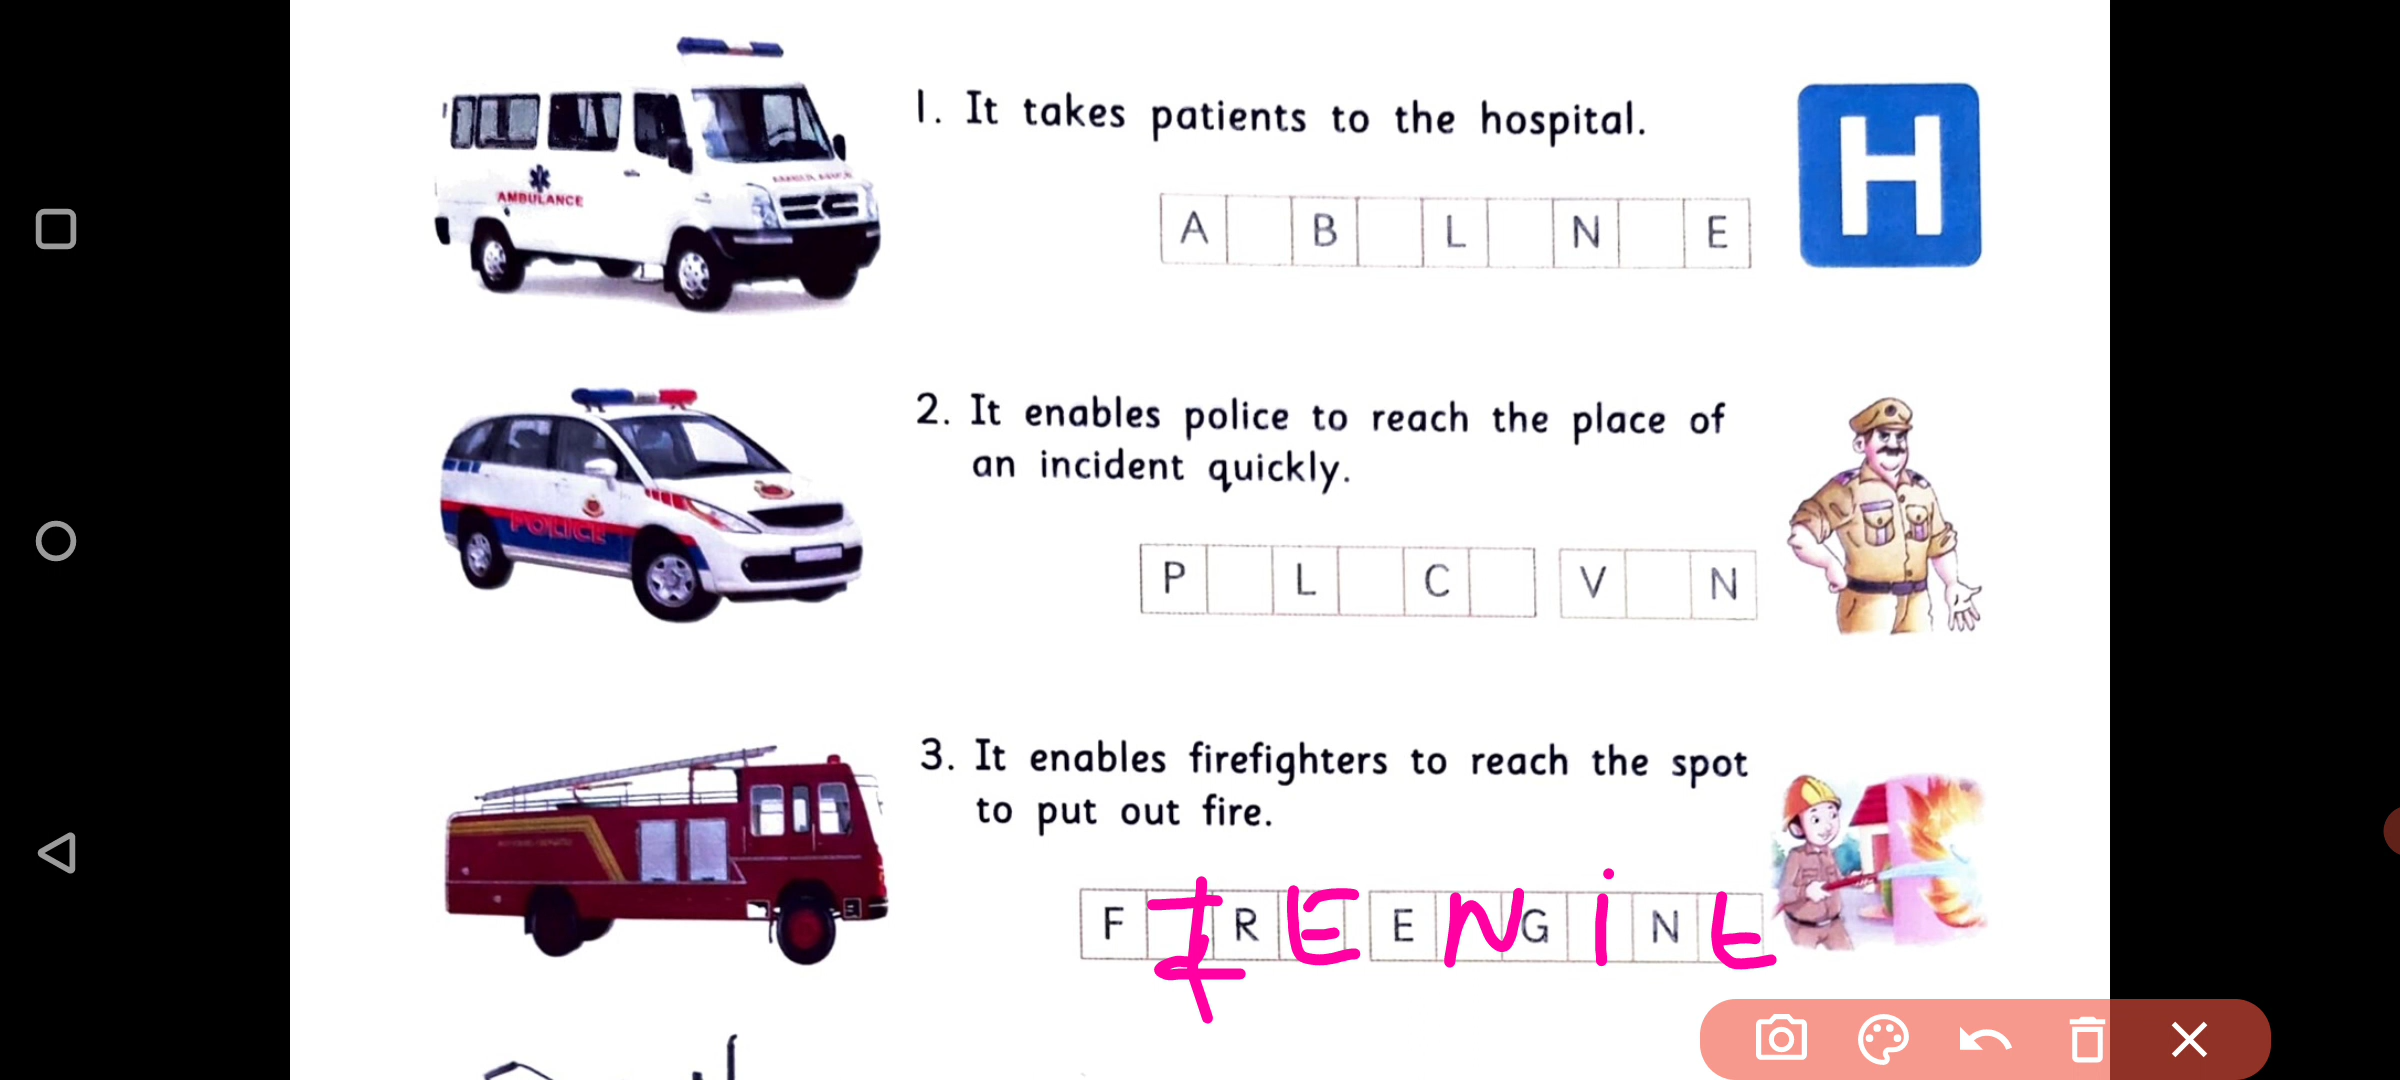 1. It takes patients to the hospital.
H
AMBULANCE
A B L N E
2. It enables police to reach the place of
an incident quickly.
POLICE
P L C V N
3. It enables firefighters to reach the spot
to put out fire.
F I R E E N G i N E